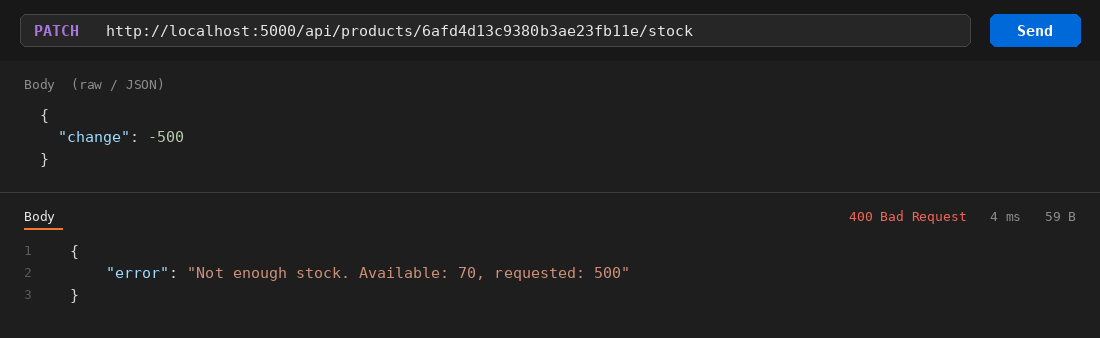 PATCH http://localhost:5000/api/products/6afd4d13c9380b3ae23fb11e/stock Send
Body (raw / JSON)
{
"change": -500
}
Body 400 Bad Request 4 ms 59 B
1 {
2 "error": "Not enough stock. Available: 70, requested: 500"
3 }